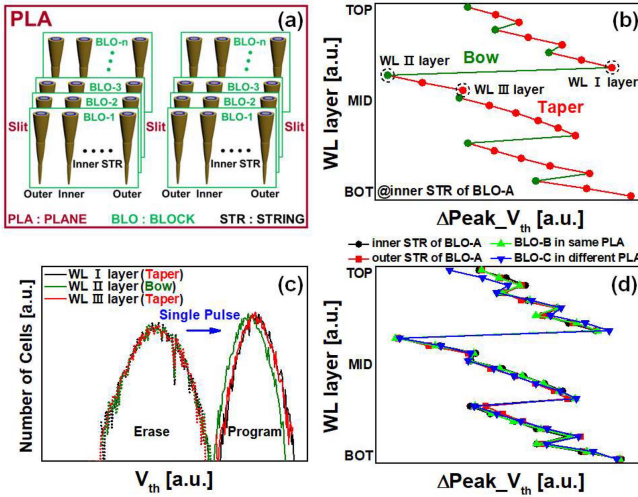 PLA
(a)
BLO-n BLO-n
BLO-3 BLO-3
BLO-2 BLO-2
BLO-1 BLO-1
Slit Slit
Inner STR Inner STR
Outer Inner Outer Outer Inner Outer
PLA : PLANE BLO : BLOCK STR : STRING
(b)
TOP
MID
BOT
WL layer [a.u.]
Bow
WL Ⅱ layer
WL Ⅰ layer
WL Ⅲ layer
Taper
@inner STR of BLO-A
ΔPeak_Vth [a.u.]
(c)
WL Ⅰ layer (Taper)
WL Ⅱ layer (Bow)
WL Ⅲ layer (Taper)
Single Pulse
Number of Cells [a.u.]
Erase
Program
Vth [a.u.]
inner STR of BLO-A BLO-B in same PLA
outer STR of BLO-A BLO-C in different PLA
(d)
TOP
MID
BOT
WL layer [a.u.]
ΔPeak_Vth [a.u.]